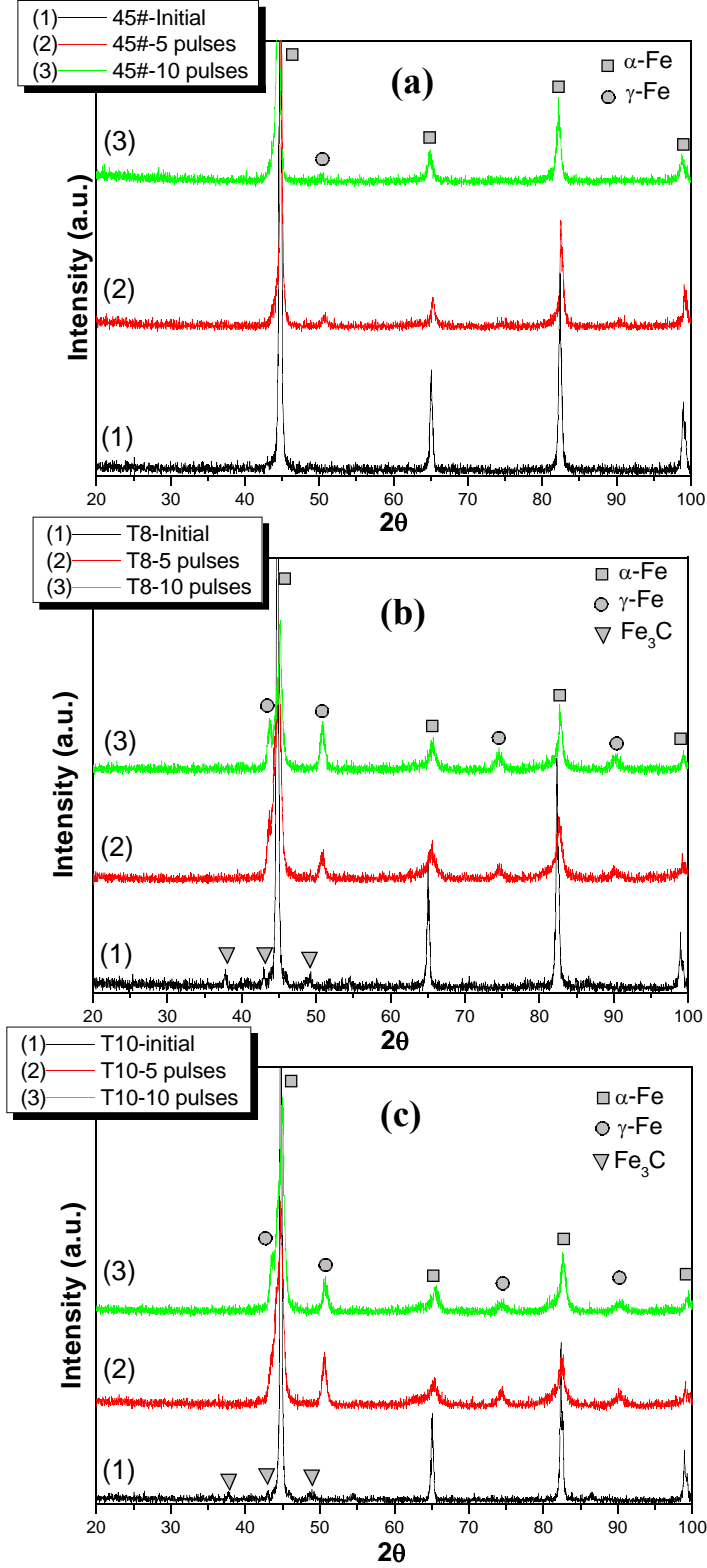 (1) 45#-Initial
(2) 45#-5 pulses
(3) 45#-10 pulses
(a)
α-Fe
γ-Fe
(3)
(2)
(1)
Intensity (a.u.)
20 30 40 50 60 70 80 90 100
2θ
(1) T8-Initial
(2) T8-5 pulses
(3) T8-10 pulses
(b)
α-Fe
γ-Fe
Fe₃C
(3)
(2)
(1)
Intensity (a.u.)
20 30 40 50 60 70 80 90 100
2θ
(1) T10-initial
(2) T10-5 pulses
(3) T10-10 pulses
(c)
α-Fe
γ-Fe
Fe₃C
(3)
(2)
(1)
Intensity (a.u.)
20 30 40 50 60 70 80 90 100
2θ